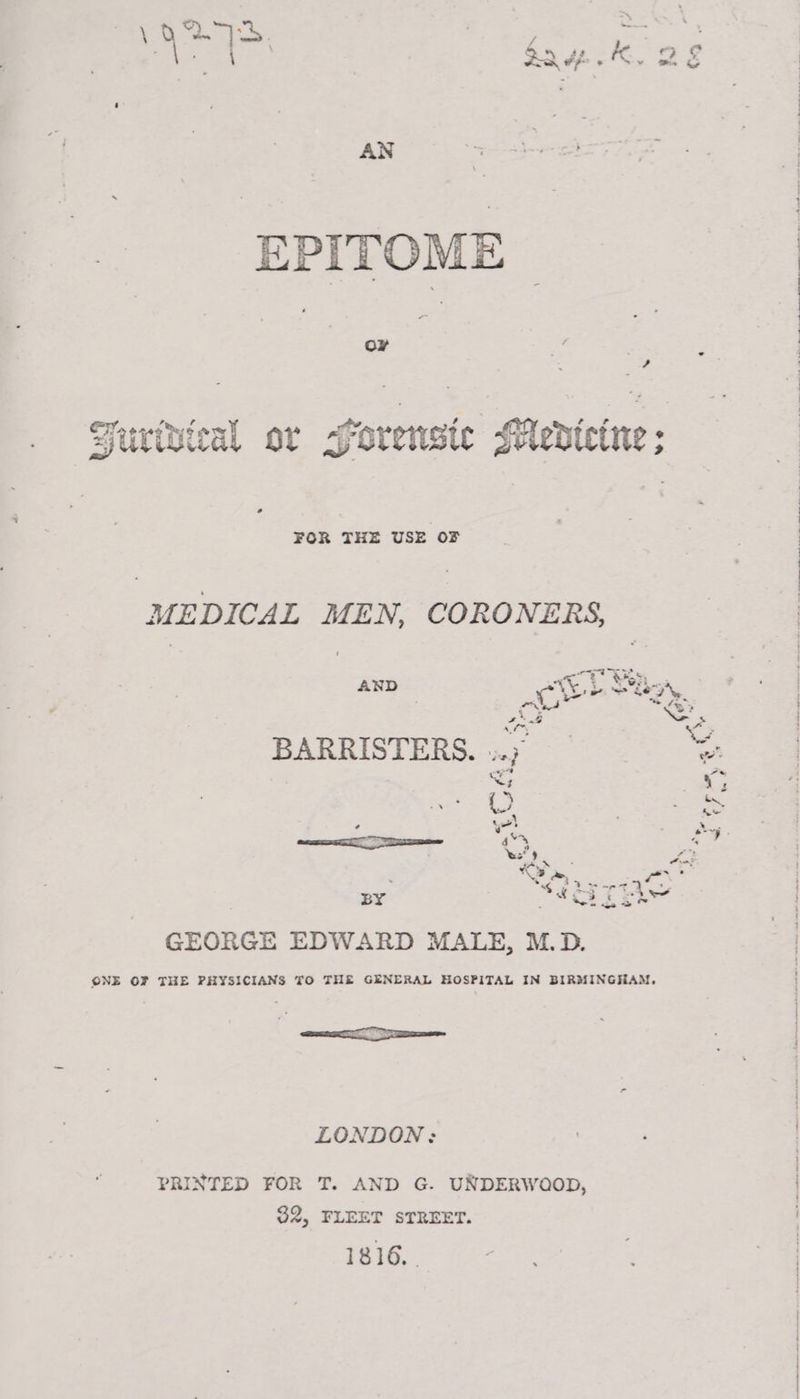 AN
EPITOME
OF
Juridical or Forensic Medicine;
FOR THE USE OF
MEDICAL MEN, CORONERS,
AND
BARRISTERS.
BY
GEORGE EDWARD MALE, M.D.
ONE OF THE PHYSICIANS TO THE GENERAL HOSPITAL IN BIRMINGHAM.
LONDON:
PRINTED FOR T. AND G. UNDERWOOD,
32, FLEET STREET.
1816.